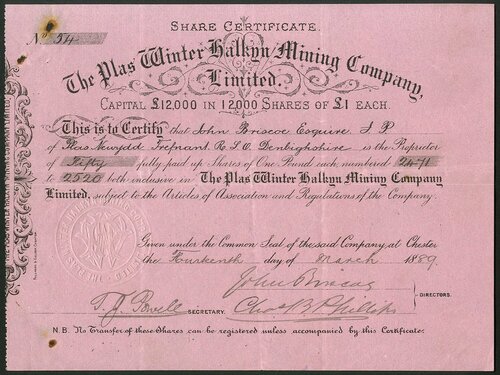 SHARE CERTIFICATE.
No. 54
The Plas Winter Halkyn Mining Company,
Limited.
CAPITAL £12,000 IN 12000 SHARES OF £1 EACH.
This is to Certify that John Briscoe Esquire J P
of Plas Newydd Trefnant R.S.O. Denbighshire is the Proprietor
of Fifty fully paid up Shares of One Pound each, numbered 2471
to 2520 both inclusive in The Plas Winter Halkyn Mining Company
Limited, subject to the Articles of Association and Regulations of the Company.
Given under the Common Seal of the said Company, at Chester
the Fourteenth day of March 1889.
John Briscoe
DIRECTORS.
T. J. Powell SECRETARY. Chas B. Phillips
N.B. No Transfer of these Shares can be registered unless accompanied by this Certificate.